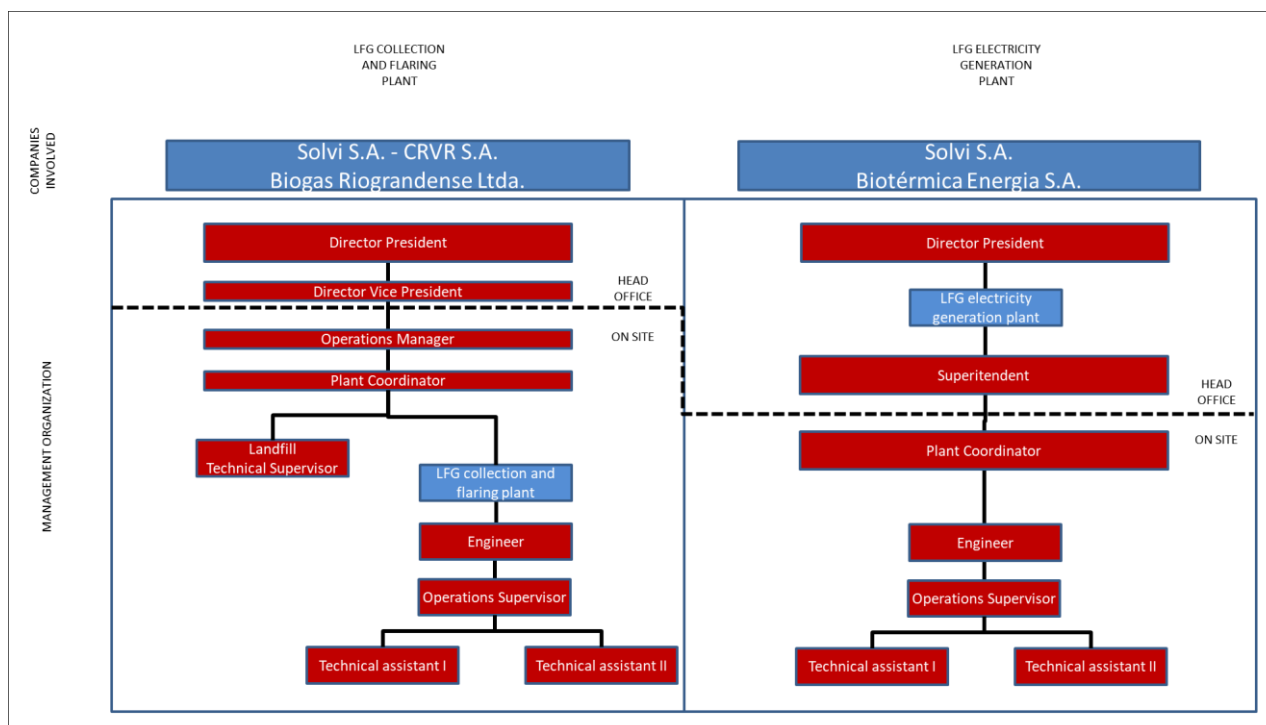 LFG COLLECTION
AND FLARING
PLANT
LFG ELECTRICITY
GENERATION
PLANT
COMPANIES
INVOLVED
Solvi S.A. - CRVR S.A.
Biogas Riograndense Ltda.
Solvi S.A.
Biotérmica Energia S.A.
MANAGEMENT ORGANIZATION
Director President
Director Vice President
HEAD
OFFICE
Operations Manager
ON SITE
Plant Coordinator
Landfill
Technical Supervisor
LFG collection and
flaring plant
Engineer
Operations Supervisor
Technical assistant I
Technical assistant II
Director President
LFG electricity
generation plant
Superitendent
HEAD
OFFICE
ON SITE
Plant Coordinator
Engineer
Operations Supervisor
Technical assistant I
Technical assistant II